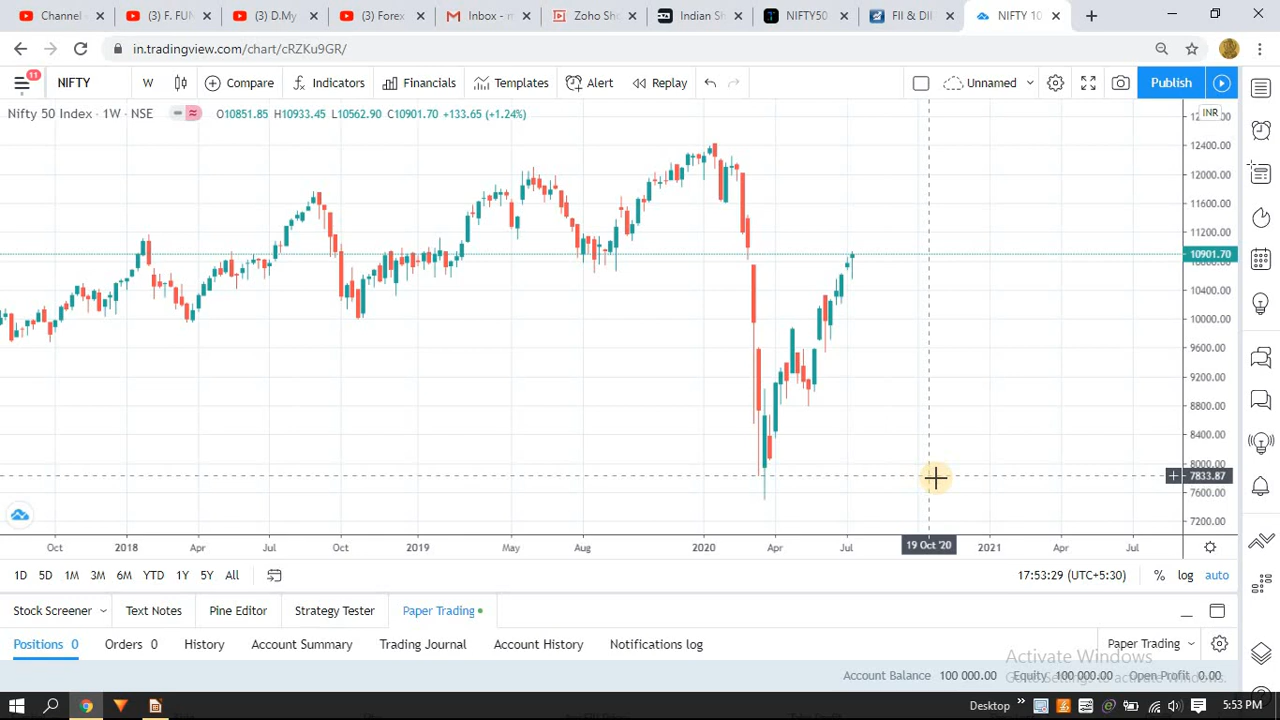 Channel
(3) F. FUN
(3) D.My
(3) Fore
Inbox -
Zoho Sh
Indian S
NIFTY50
FII & DII
NIFTY 10
in.tradingview.com/chart/cRZKu9GR/
11
NIFTY W Compare Indicators Financials Templates Alert Replay Unnamed Publish
Nifty 50 Index · 1W · NSE O10851.85 H10933.45 L10562.90 C10901.70 +133.65 (+1.24%)
INR
12400.00
12000.00
11600.00
11200.00
10901.70
10400.00
10000.00
9600.00
9200.00
8800.00
8400.00
8000.00
7833.87
7600.00
7200.00
Oct 2018 Apr Jul Oct 2019 May Aug 2020 Apr Jul 19 Oct '20 2021 Apr Jul
1D 5D 1M 3M 6M YTD 1Y 5Y All 17:53:29 (UTC+5:30) % log auto
Stock Screener Text Notes Pine Editor Strategy Tester Paper Trading
Positions 0 Orders 0 History Account Summary Trading Journal Account History Notifications log Paper Trading
Activate Windows
Account Balance 100 000.00 Equity 100 000.00 Open Profit 0.00
Desktop 5:53 PM